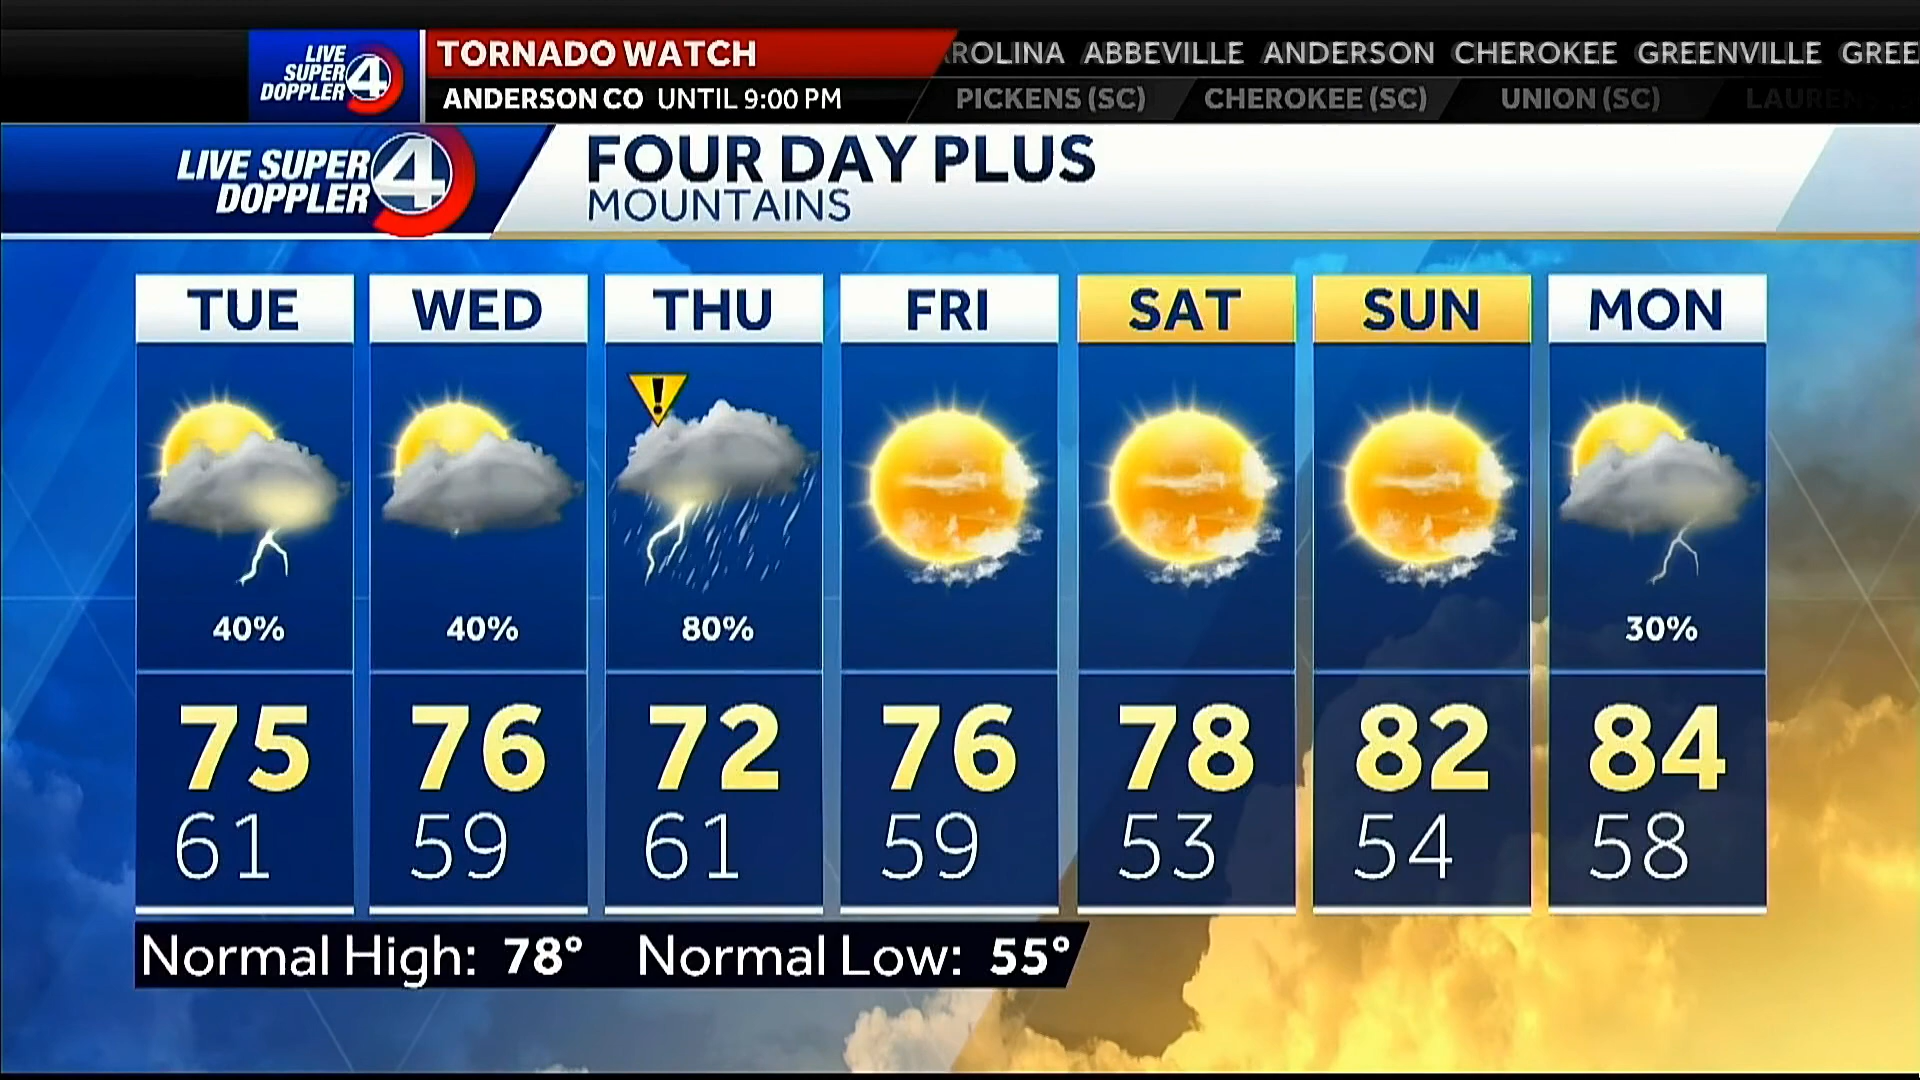 LIVE SUPER DOPPLER 4
TORNADO WATCH
ANDERSON CO UNTIL 9:00 PM
ROLINA ABBEVILLE ANDERSON CHEROKEE GREENVILLE GREE
PICKENS (SC) CHEROKEE (SC) UNION (SC)
LIVE SUPER DOPPLER 4
FOUR DAY PLUS
MOUNTAINS
TUE WED THU FRI SAT SUN MON
!
40% 40% 80% 30%
75 76 72 76 78 82 84
61 59 61 59 53 54 58
Normal High: 78° Normal Low: 55°